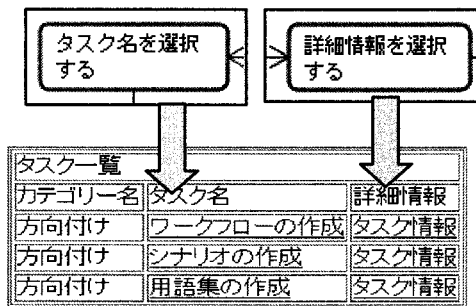 タスク名を選択
する
詳細情報を選択
する
タスク一覧
カテゴリー名 タスク名 詳細情報
方向付け ワークフローの作成 タスク情報
方向付け シナリオの作成 タスク情報
方向付け 用語集の作成 タスク情報